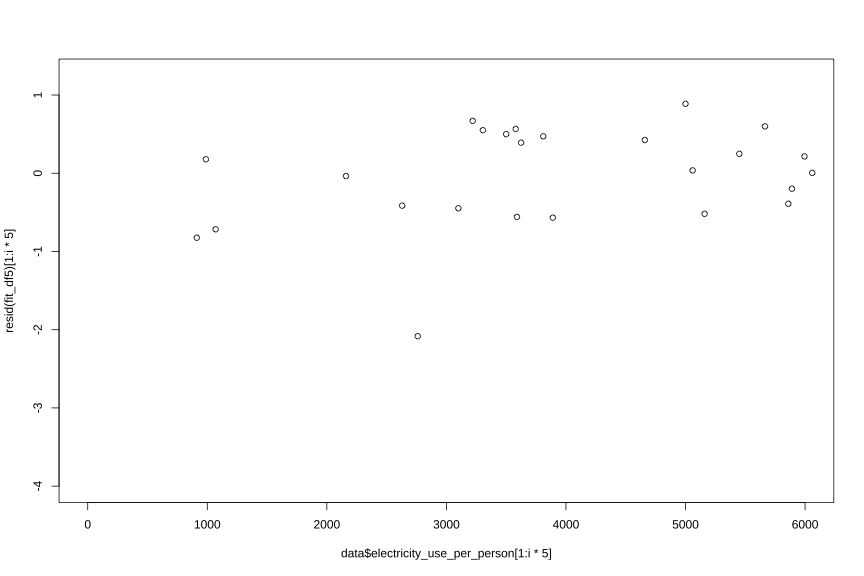 1
0
-1
-2
-3
-4
resid(fit_df5)[1:i * 5]
0 1000 2000 3000 4000 5000 6000
data$electricity_use_per_person[1:i * 5]